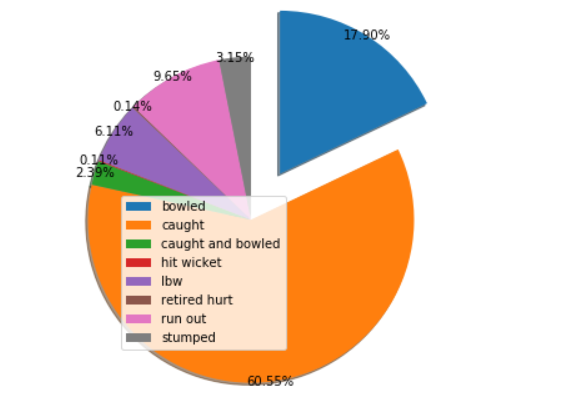 17.90%
3.15%
9.65%
0.14%
6.11%
0.11%
2.39%
bowled
caught
caught and bowled
hit wicket
lbw
retired hurt
run out
stumped
60.55%